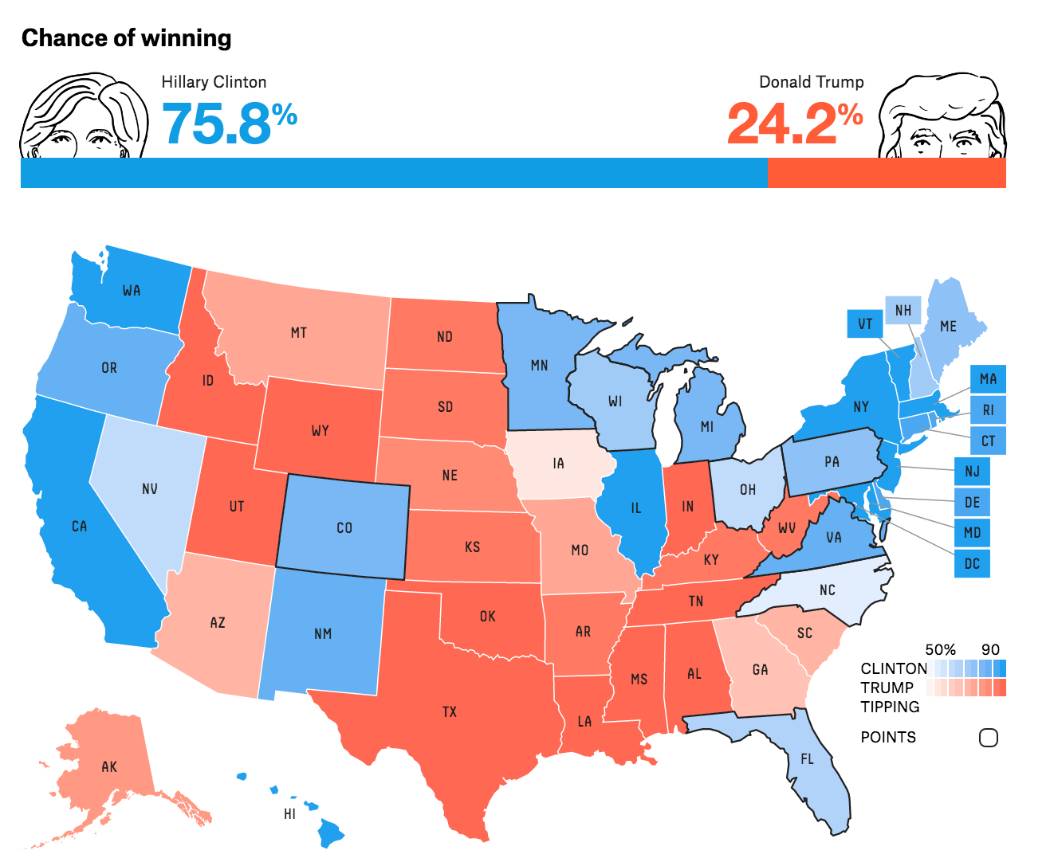 Chance of winning
Hillary Clinton
75.8%
Donald Trump
24.2%
WA
OR
CA
NV
ID
MT
WY
UT
AZ
CO
NM
ND
SD
NE
KS
OK
TX
MN
IA
MO
AR
LA
WI
IL
MI
IN
OH
KY
TN
MS
AL
GA
FL
SC
NC
VA
WV
PA
NY
VT
NH
ME
MA
RI
CT
NJ
DE
MD
DC
AK
HI
50% 90
CLINTON
TRUMP
TIPPING
POINTS